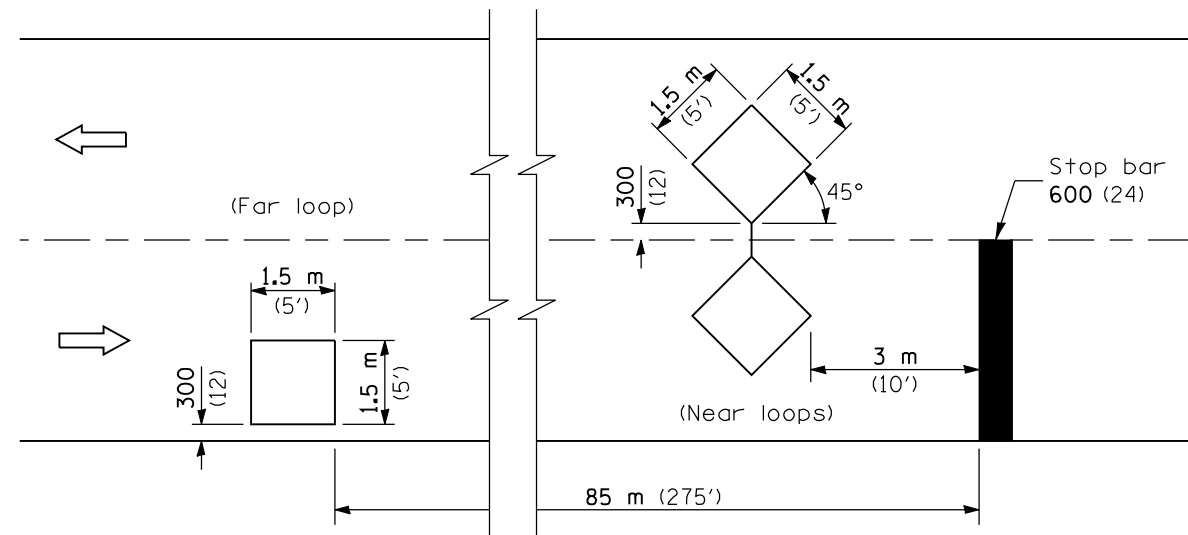 1.5 m
(5')
1.5 m
(5')
300
(12)
45°
Stop bar
600 (24)
(Far loop)
1.5 m
(5')
300
(12)
1.5 m
(5')
3 m
(10')
(Near loops)
85 m (275')